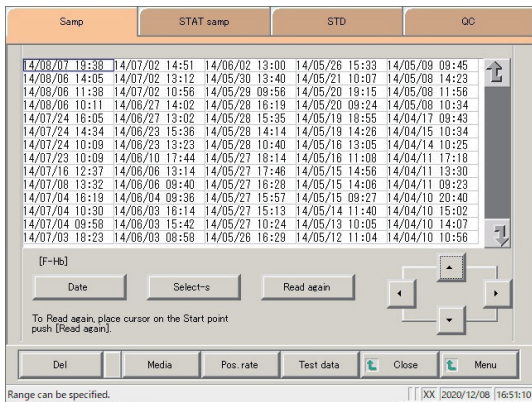 Samp STAT samp STD QC
14/08/07 19:38 14/07/02 14:51 14/06/02 13:00 14/05/26 15:33 14/05/09 09:45
14/08/06 14:05 14/07/02 13:12 14/05/30 13:40 14/05/21 10:07 14/05/08 14:23
14/08/06 11:38 14/07/02 10:56 14/05/29 09:56 14/05/20 19:15 14/05/08 11:56
14/08/06 10:11 14/06/27 14:02 14/05/28 16:19 14/05/20 09:24 14/05/08 10:34
14/07/24 16:05 14/06/27 13:02 14/05/28 15:35 14/05/19 18:55 14/04/17 09:43
14/07/24 14:34 14/06/23 15:36 14/05/28 14:14 14/05/19 14:26 14/04/15 10:34
14/07/24 10:09 14/06/23 13:23 14/05/28 10:40 14/05/16 13:05 14/04/14 10:25
14/07/23 10:09 14/06/10 17:44 14/05/27 18:14 14/05/16 11:08 14/04/11 17:18
14/07/16 12:37 14/06/06 13:14 14/05/27 17:46 14/05/15 14:56 14/04/11 13:30
14/07/08 13:32 14/06/06 09:40 14/05/27 16:28 14/05/15 14:06 14/04/11 09:23
14/07/04 16:19 14/06/04 09:36 14/05/27 15:57 14/05/15 09:27 14/04/10 20:40
14/07/04 10:30 14/06/03 16:14 14/05/27 15:13 14/05/14 11:40 14/04/10 15:02
14/07/04 09:58 14/06/03 15:42 14/05/27 10:24 14/05/13 10:05 14/04/10 14:07
14/07/03 18:23 14/06/03 08:58 14/05/26 16:29 14/05/12 11:04 14/04/10 10:56
[F-Hb]
Date Select-s Read again
To Read again, place cursor on the Start point
push [Read again].
Del Media Pos. rate Test data Close Menu
Range can be specified. XX 2020/12/08 16:51:10